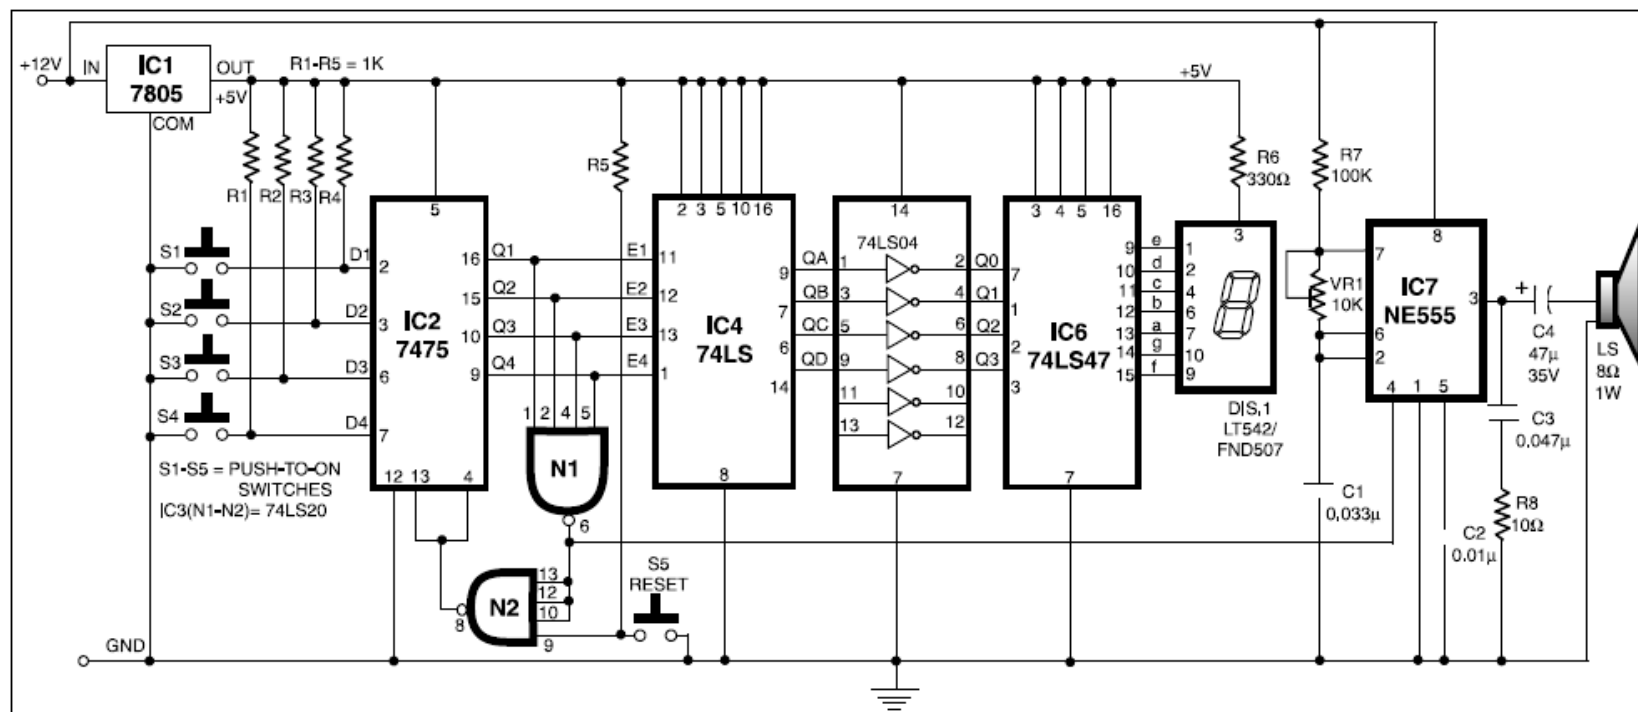 +12V
IN
IC1
7805
OUT
+5V
COM
R1-R5 = 1K
R1
R2
R3
R4
S1
S2
S3
S4
D1
D2
D3
D4
2
3
6
7
5
IC2
7475
16
15
10
9
12
13
4
Q1
Q2
Q3
Q4
S1-S5 = PUSH-TO-ON
SWITCHES
IC3(N1-N2)= 74LS20
1
2
4
5
N1
6
N2
13
12
10
9
8
R5
S5
RESET
E1
E2
E3
E4
11
12
13
1
2
3
5
10
16
IC4
74LS
9
7
6
14
8
QA
QB
QC
QD
14
74LS04
1
2
3
4
5
6
9
8
11
10
13
12
7
Q0
Q1
Q2
Q3
7
1
2
3
3
4
5
16
IC6
74LS47
9
10
11
12
13
14
15
7
e
d
c
b
a
g
f
+5V
R6
330Ω
3
1
2
4
6
7
10
9
DIS.1
LT542/
FND507
R7
100K
VR1
10K
7
6
2
8
IC7
NE555
3
4
1
5
C1
0.033µ
C2
0.01µ
+
C4
47µ
35V
C3
0.047µ
R8
10Ω
LS
8Ω
1W
GND